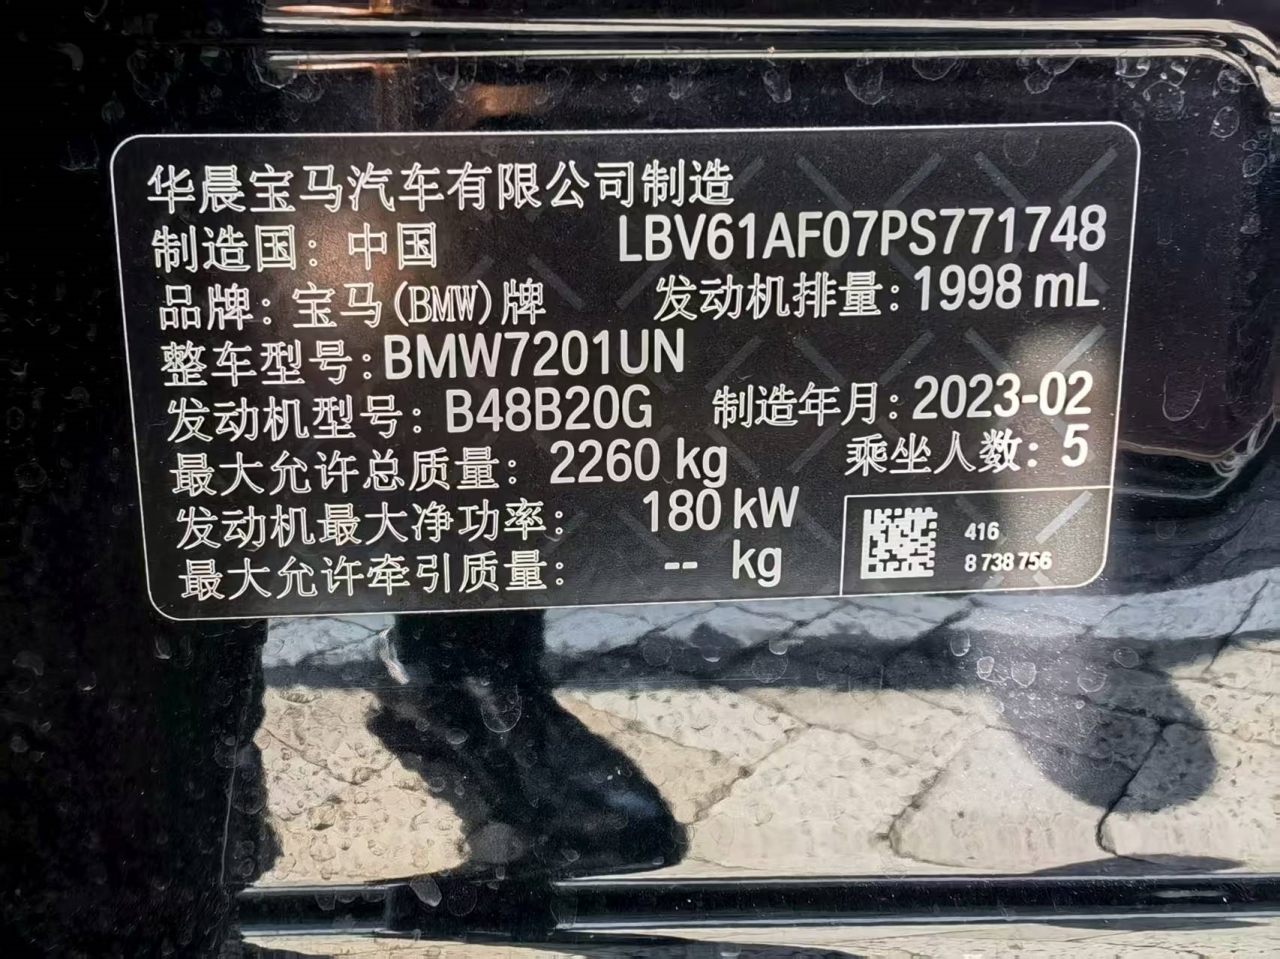 华晨宝马汽车有限公司制造
制造国：中国 LBV61AF07PS771748
品牌：宝马(BMW)牌 发动机排量：1998 mL
整车型号：BMW7201UN
发动机型号：B48B20G 制造年月：2023-02
最大允许总质量：2260 kg 乘坐人数：5
发动机最大净功率：180 kW
最大允许牵引质量：-- kg
416
8 738 756